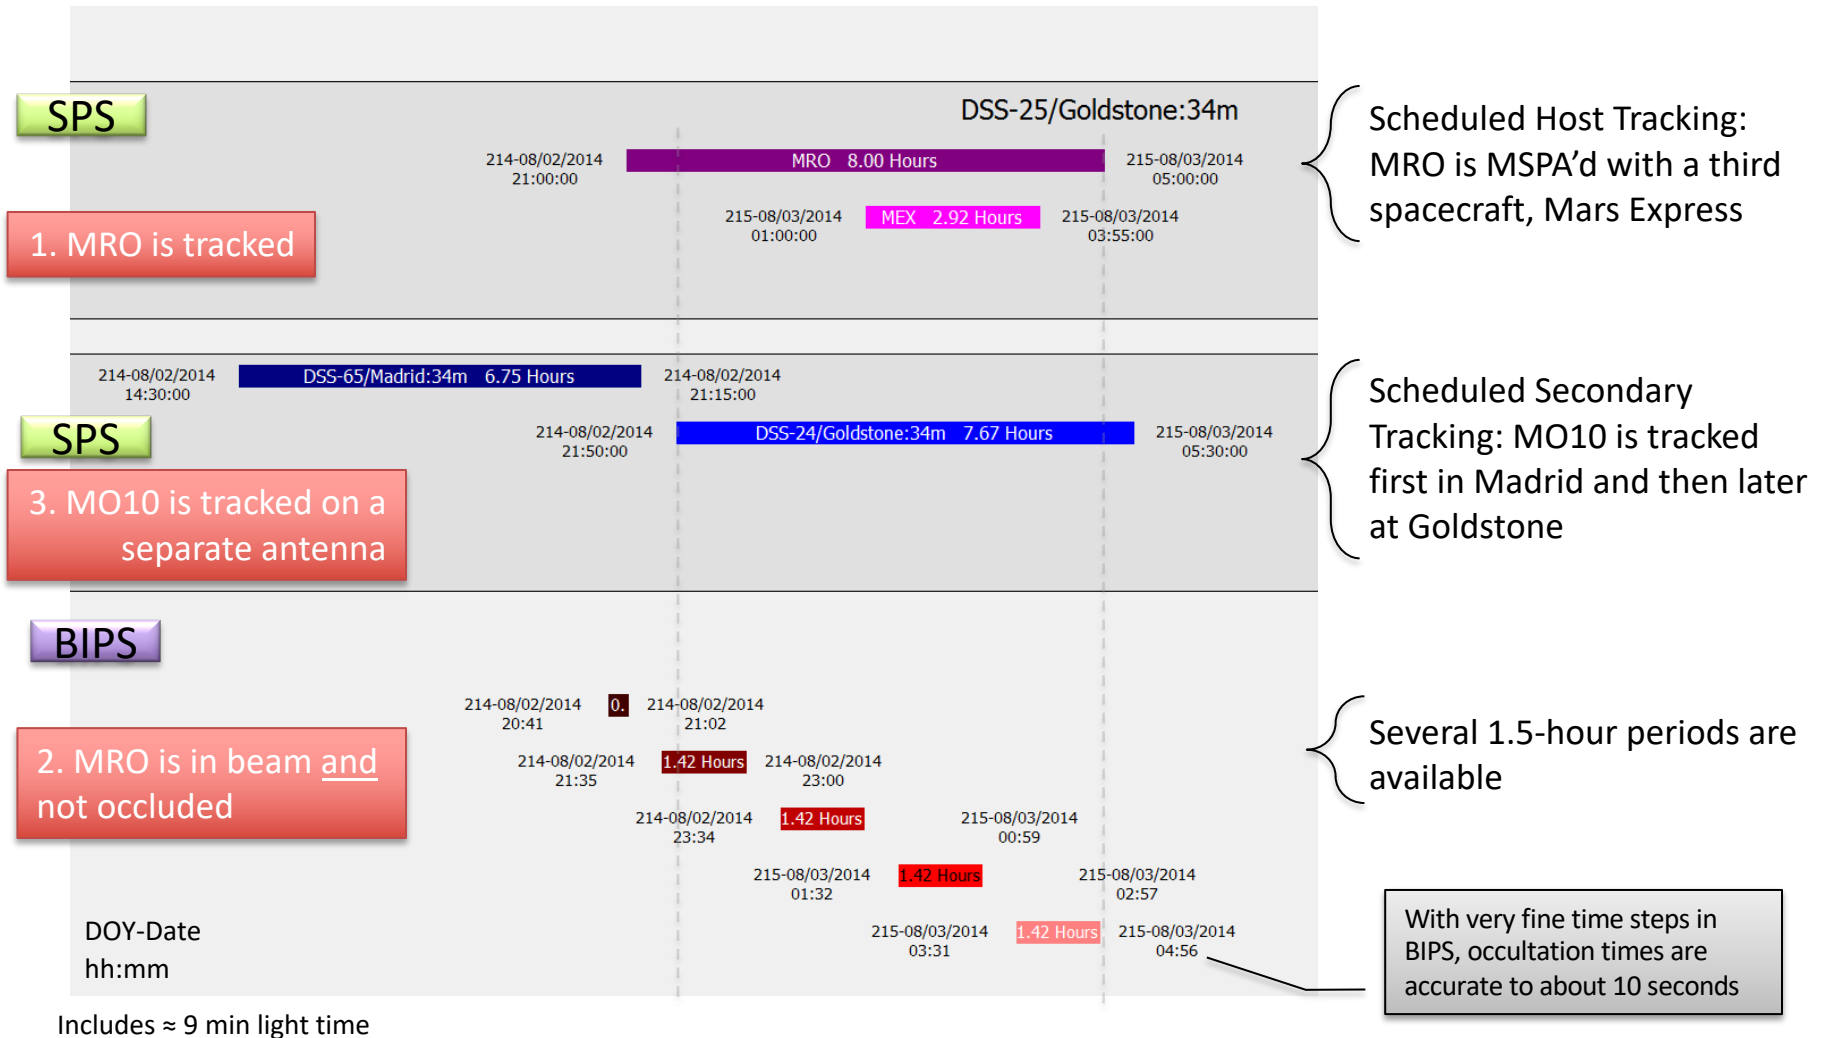 SPS
DSS-25/Goldstone:34m
214-08/02/2014
21:00:00
MRO 8.00 Hours
215-08/03/2014
05:00:00
215-08/03/2014
01:00:00
MEX 2.92 Hours
215-08/03/2014
03:55:00
1. MRO is tracked
Scheduled Host Tracking:
MRO is MSPA’d with a third
spacecraft, Mars Express
214-08/02/2014
14:30:00
DSS-65/Madrid:34m 6.75 Hours
214-08/02/2014
21:15:00
SPS
214-08/02/2014
21:50:00
DSS-24/Goldstone:34m 7.67 Hours
215-08/03/2014
05:30:00
3. MO10 is tracked on a
separate antenna
Scheduled Secondary
Tracking: MO10 is tracked
first in Madrid and then later
at Goldstone
BIPS
214-08/02/2014
20:41
0.
214-08/02/2014
21:02
2. MRO is in beam and
not occluded
214-08/02/2014
21:35
1.42 Hours
214-08/02/2014
23:00
214-08/02/2014
23:34
1.42 Hours
215-08/03/2014
00:59
215-08/03/2014
01:32
1.42 Hours
215-08/03/2014
02:57
215-08/03/2014
03:31
1.42 Hours
215-08/03/2014
04:56
Several 1.5-hour periods are
available
With very fine time steps in
BIPS, occultation times are
accurate to about 10 seconds
DOY-Date
hh:mm
Includes ≈ 9 min light time